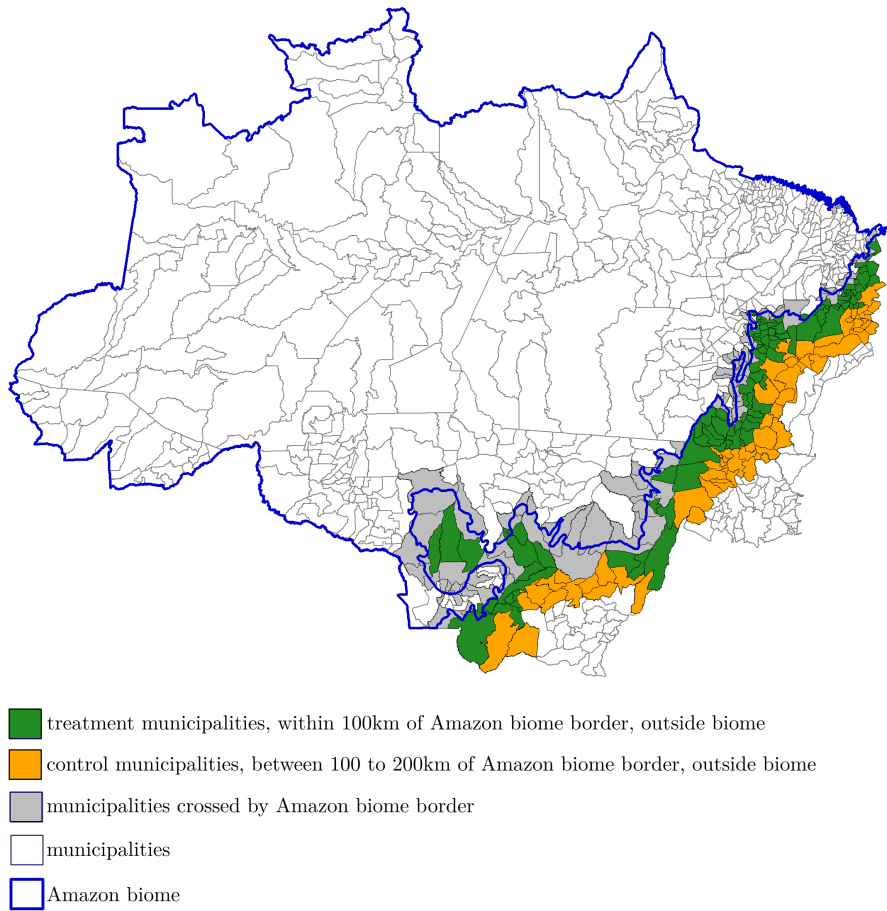 treatment municipalities, within 100km of Amazon biome border, outside biome
control municipalities, between 100 to 200km of Amazon biome border, outside biome
municipalities crossed by Amazon biome border
municipalities
Amazon biome